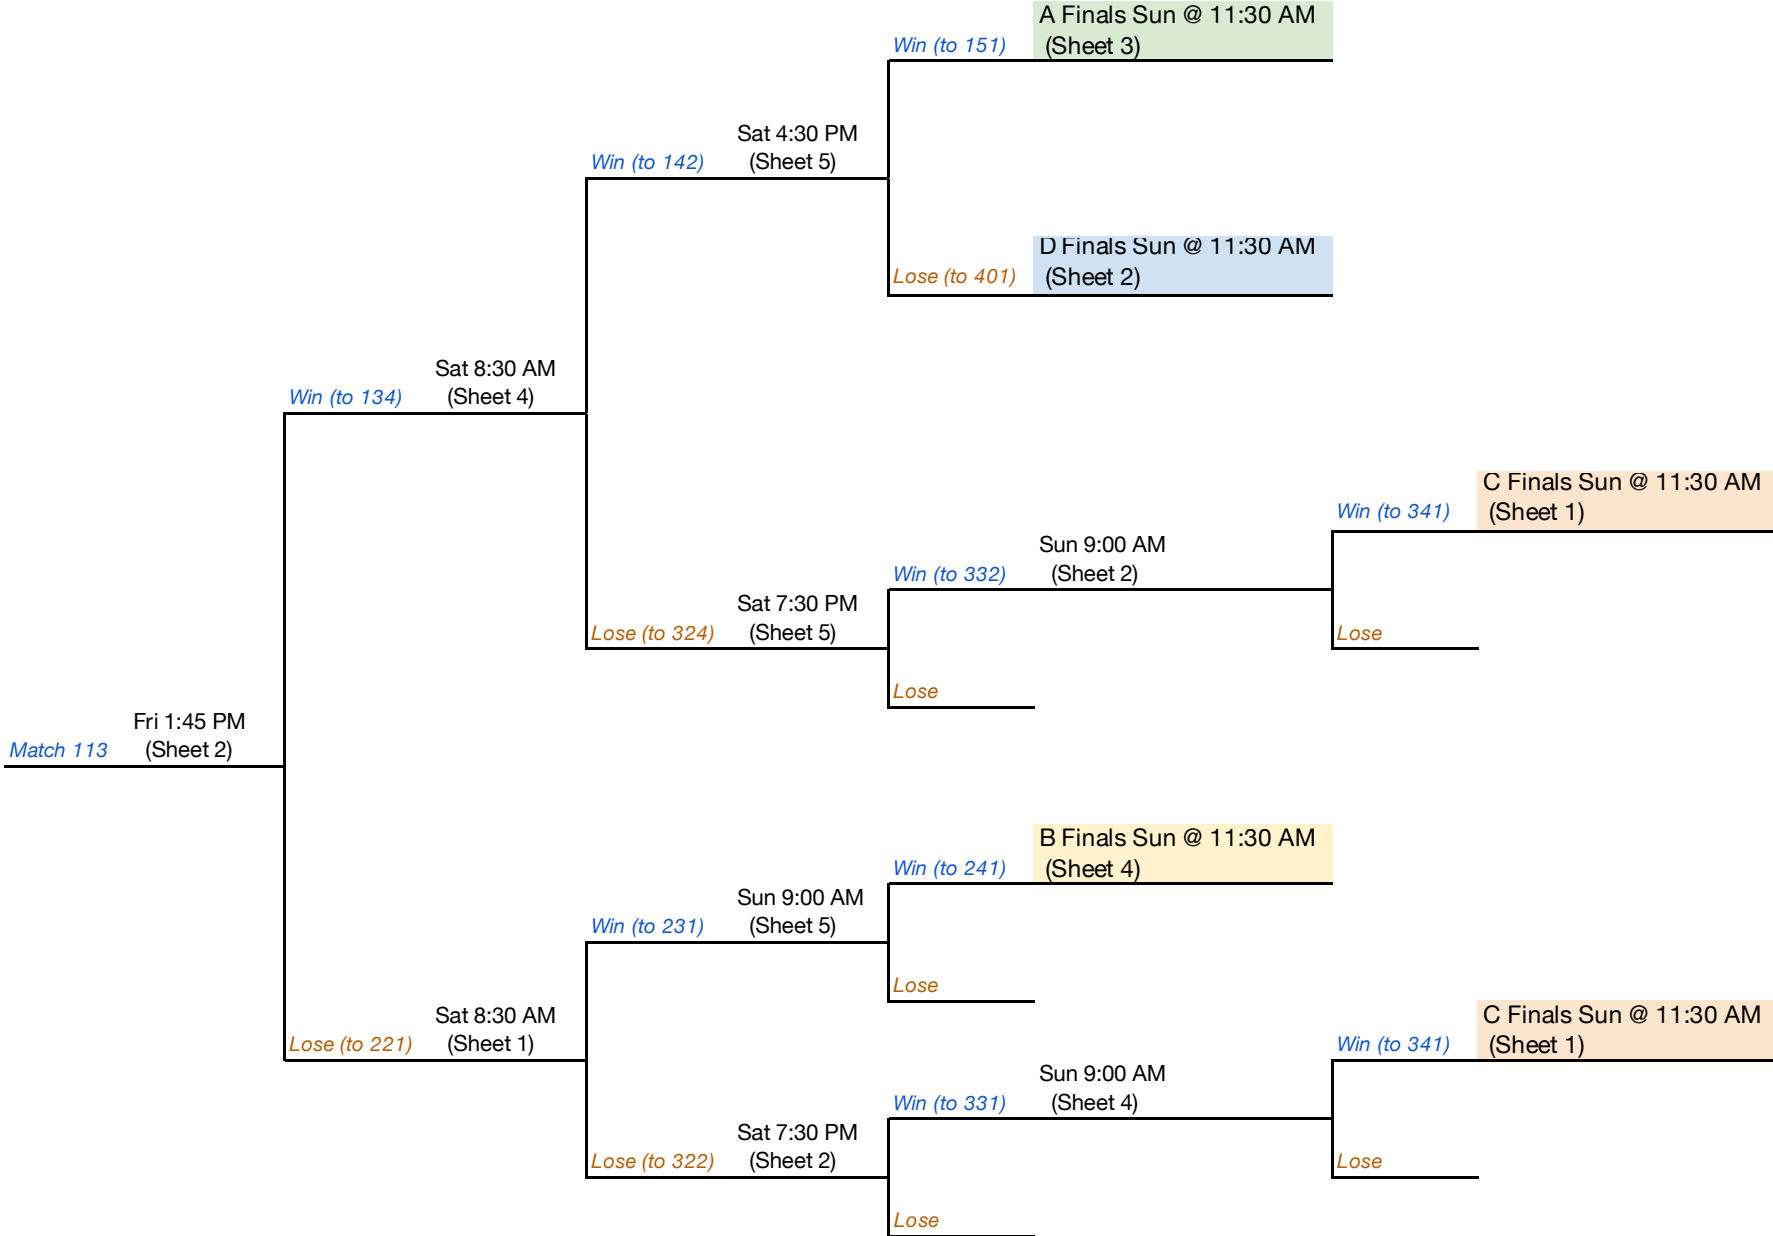 A Finals Sun @ 11:30 AM
Win (to 151) (Sheet 3)
Sat 4:30 PM
Win (to 142) (Sheet 5)
D Finals Sun @ 11:30 AM
Lose (to 401) (Sheet 2)
Sat 8:30 AM
Win (to 134) (Sheet 4)
C Finals Sun @ 11:30 AM
Win (to 341) (Sheet 1)
Sun 9:00 AM
Win (to 332) (Sheet 2)
Sat 7:30 PM
Lose (to 324) (Sheet 5) Lose
Lose
Fri 1:45 PM
Match 113 (Sheet 2)
B Finals Sun @ 11:30 AM
Win (to 241) (Sheet 4)
Sun 9:00 AM
Win (to 231) (Sheet 5)
Lose
Sat 8:30 AM C Finals Sun @ 11:30 AM
Lose (to 221) (Sheet 1) Win (to 341) (Sheet 1)
Sun 9:00 AM
Win (to 331) (Sheet 4)
Sat 7:30 PM
Lose (to 322) (Sheet 2) Lose
Lose